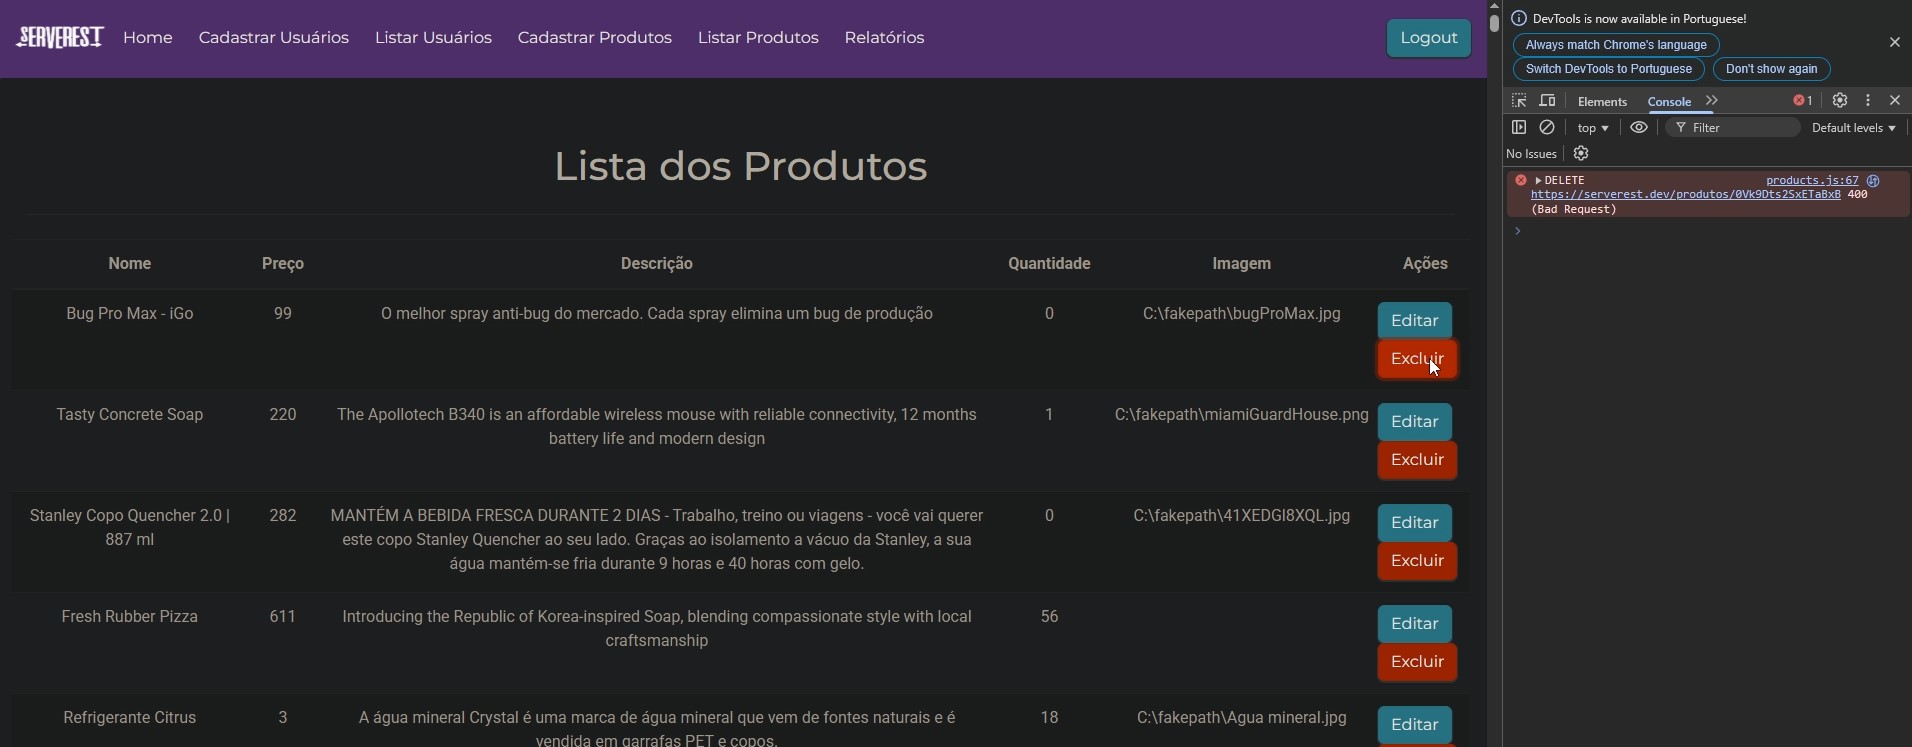 SERVEREST Home Cadastrar Usuários Listar Usuários Cadastrar Produtos Listar Produtos Relatórios Logout
Lista dos Produtos
Nome Preço Descrição Quantidade Imagem Ações
Bug Pro Max - iGo 99 O melhor spray anti-bug do mercado. Cada spray elimina um bug de produção 0 C:\fakepath\bugProMax.jpg Editar
Excluir
Tasty Concrete Soap 220 The Apollotech B340 is an affordable wireless mouse with reliable connectivity, 12 months 1 C:\fakepath\miamiGuardHouse.png Editar
battery life and modern design
Excluir
Stanley Copo Quencher 2.0 | 282 MANTÉM A BEBIDA FRESCA DURANTE 2 DIAS - Trabalho, treino ou viagens - você vai querer 0 C:\fakepath\41XEDGl8XQL.jpg Editar
887 ml este copo Stanley Quencher ao seu lado. Graças ao isolamento a vácuo da Stanley, a sua
água mantém-se fria durante 9 horas e 40 horas com gelo. Excluir
Fresh Rubber Pizza 611 Introducing the Republic of Korea-inspired Soap, blending compassionate style with local 56 Editar
craftsmanship
Excluir
Refrigerante Citrus 3 A água mineral Crystal é uma marca de água mineral que vem de fontes naturais e é 18 C:\fakepath\Agua mineral.jpg Editar
vendida em garrafas PET e copos.
DevTools is now available in Portuguese!
Always match Chrome's language
Switch DevTools to Portuguese Don't show again
Elements Console 1
top Filter Default levels
No Issues
DELETE products.js:67
https://serverest.dev/produtos/0Vk9Dts2SxETaBxB 400
(Bad Request)